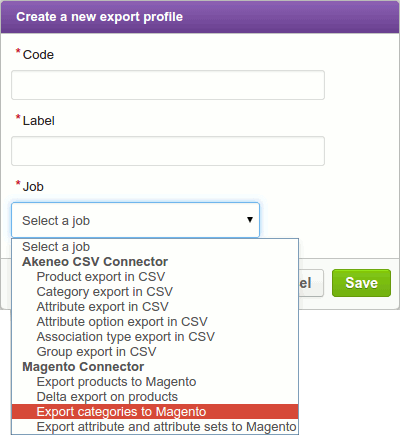 Create a new export profile
* Code
* Label
* Job
Select a job
Select a job
Akeneo CSV Connector
Product export in CSV
Category export in CSV
Attribute export in CSV
Attribute option export in CSV
Association type export in CSV
Group export in CSV
Magento Connector
Export products to Magento
Delta export on products
Export categories to Magento
Export attribute and attribute sets to Magento
el Save